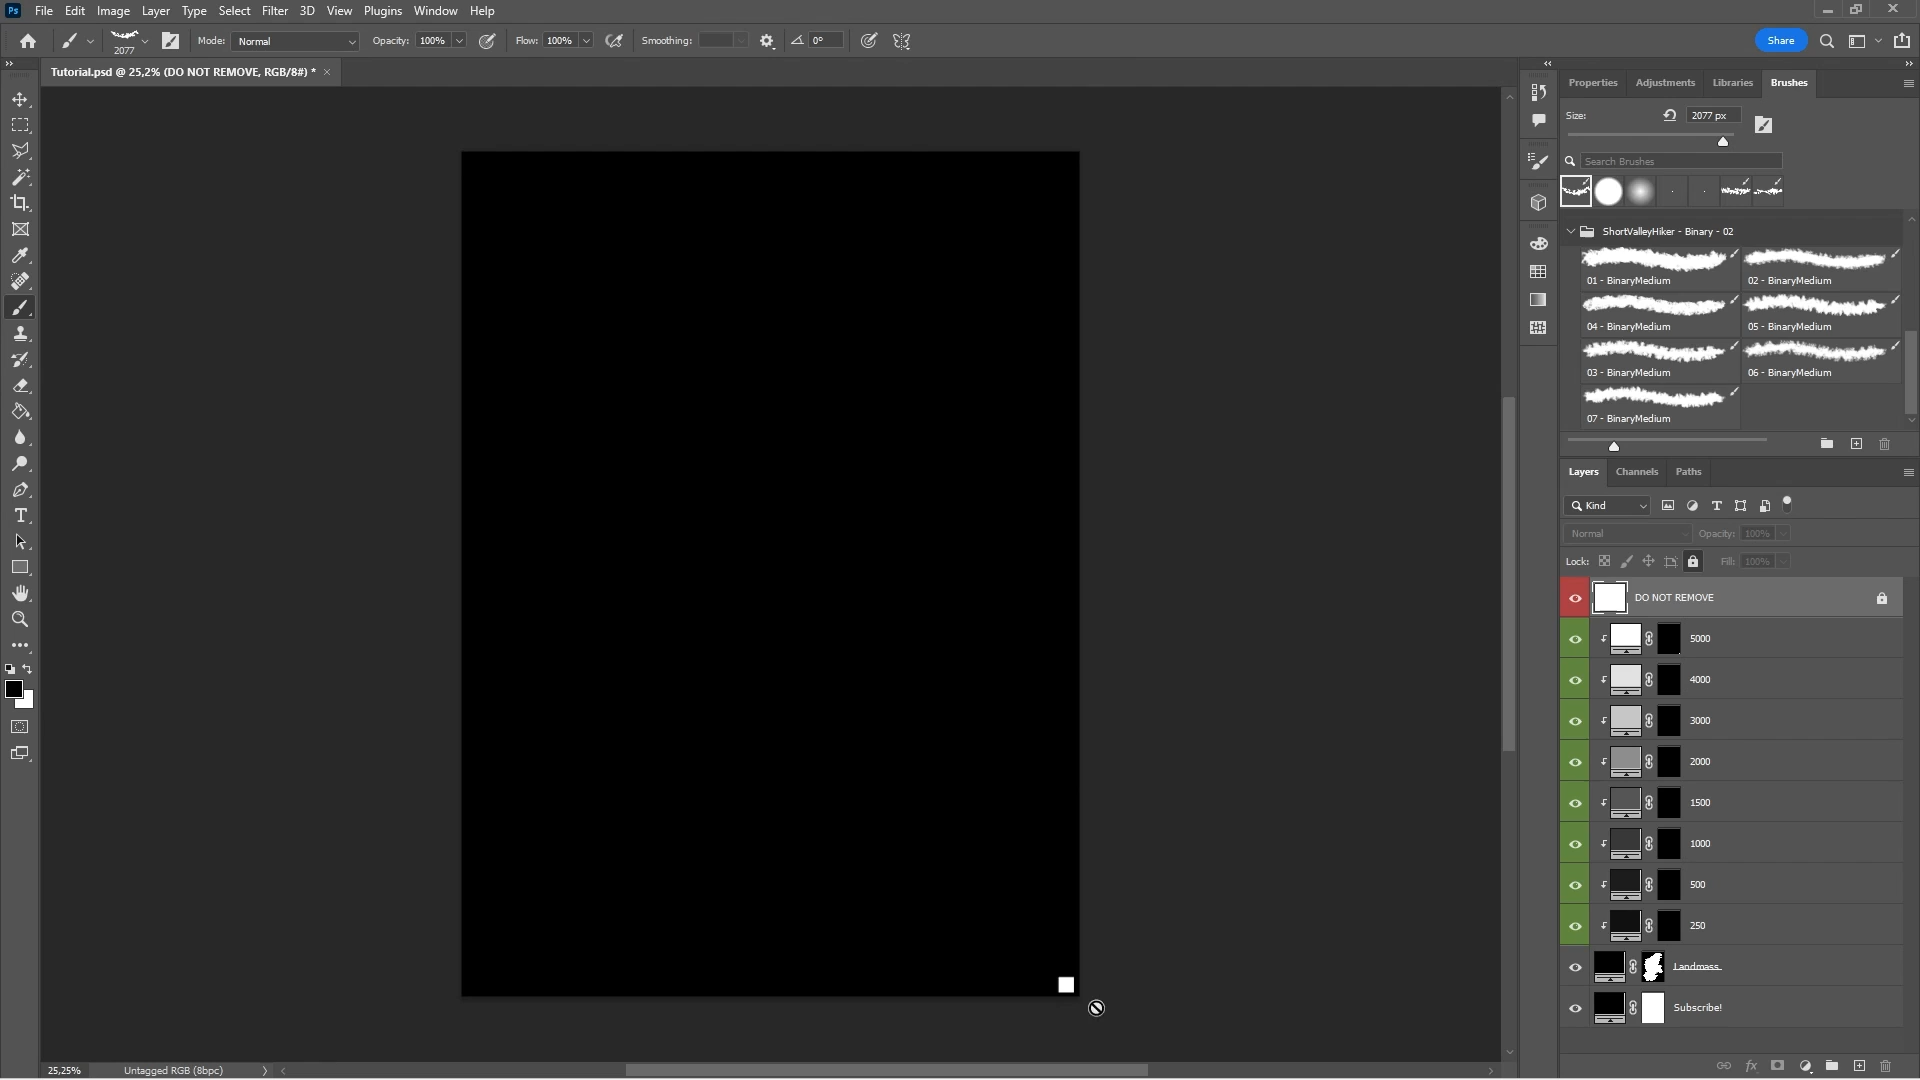 Ps File Edit Image Layer Type Select Filter 3D View Plugins Window Help
2077 Mode: Normal Opacity: 100% Flow: 100% Smoothing: 0° Share
Tutorial.psd @ 25,2% (DO NOT REMOVE, RGB/8#) * ×
Properties Adjustments Libraries Brushes
Size: 2077 px
Search Brushes
ShortValleyHiker - Binary - 02
01 - BinaryMedium 02 - BinaryMedium
04 - BinaryMedium 05 - BinaryMedium
03 - BinaryMedium 06 - BinaryMedium
07 - BinaryMedium
Layers Channels Paths
Kind
Normal Opacity: 100%
Lock: Fill: 100%
DO NOT REMOVE
5000
4000
3000
2000
1500
1000
500
250
Landmass
Subscribe!
25,25% Untagged RGB (8bpc)